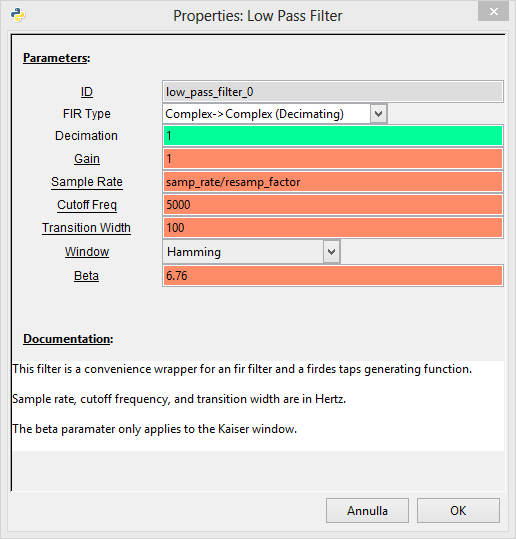 Properties: Low Pass Filter
Parameters:
ID low_pass_filter_0
FIR Type Complex->Complex (Decimating)
Decimation 1
Gain 1
Sample Rate samp_rate/resamp_factor
Cutoff Freq 5000
Transition Width 100
Window Hamming
Beta 6.76
Documentation:
This filter is a convenience wrapper for an fir filter and a firdes taps generating function.
Sample rate, cutoff frequency, and transition width are in Hertz.
The beta paramater only applies to the Kaiser window.
Annulla OK